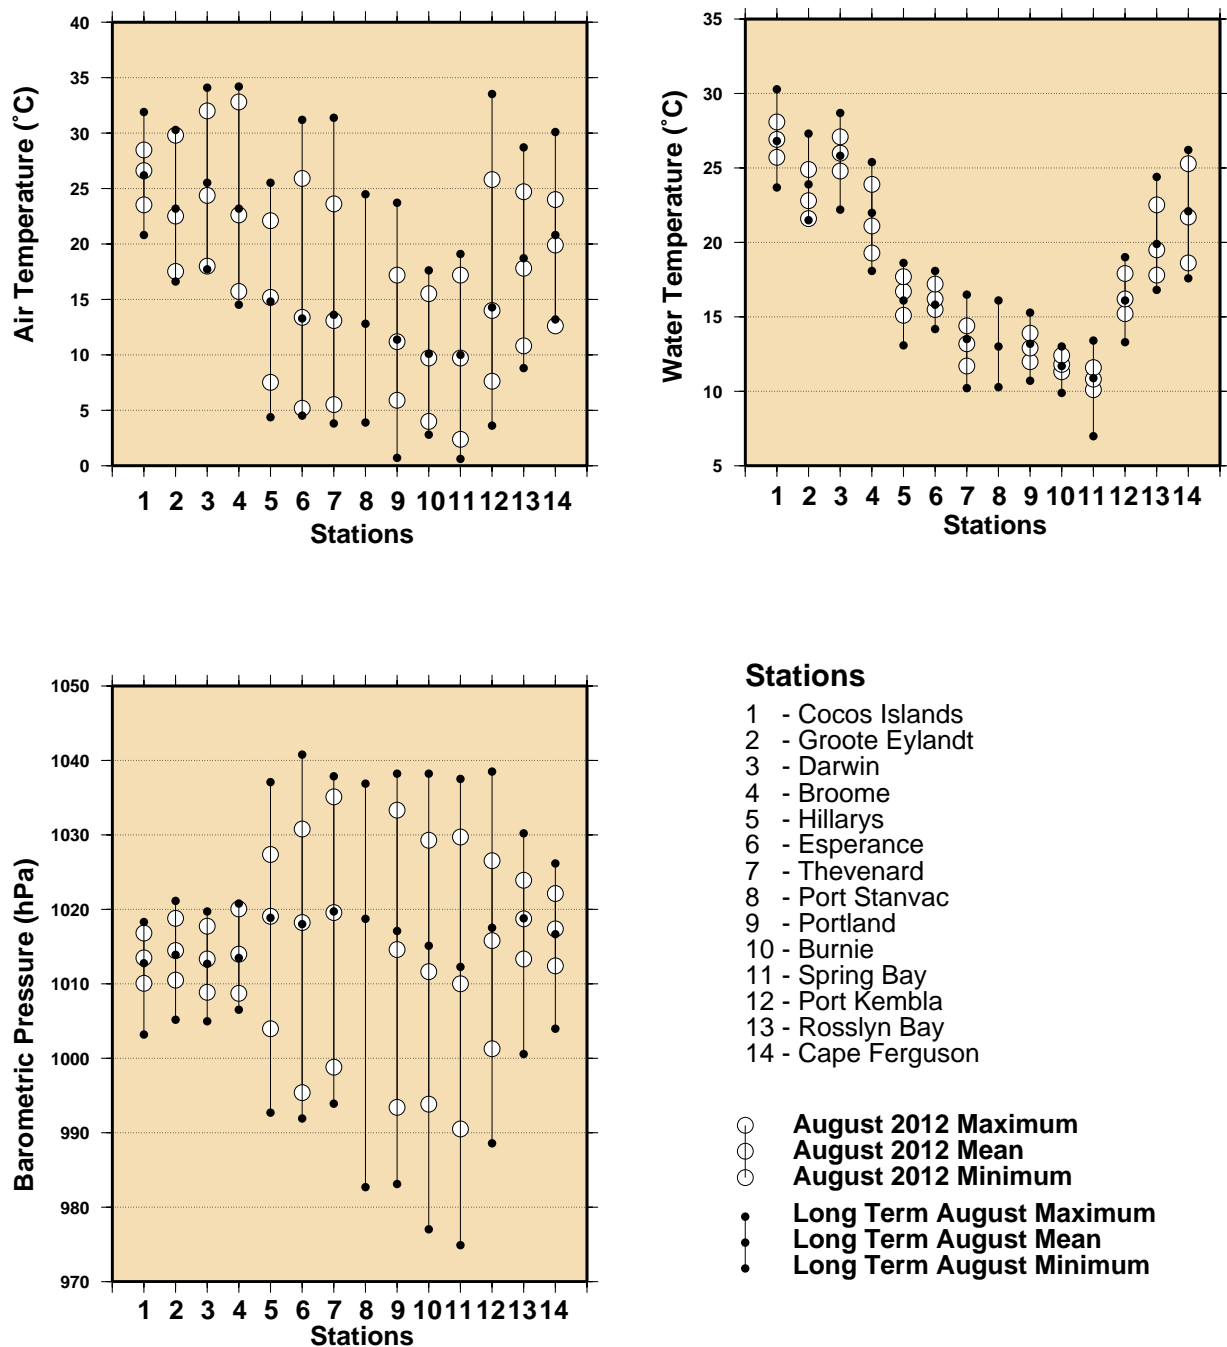 40
35
30
25
20
15
10
5
0
Air Temperature (°C)
1 2 3 4 5 6 7 8 9 10 11 12 13 14
Stations
35
30
25
20
15
10
5
Water Temperature (°C)
1 2 3 4 5 6 7 8 9 10 11 12 13 14
Stations
1050
1040
1030
1020
1010
1000
990
980
970
Barometric Pressure (hPa)
1 2 3 4 5 6 7 8 9 10 11 12 13 14
Stations
Stations
1 - Cocos Islands
2 - Groote Eylandt
3 - Darwin
4 - Broome
5 - Hillarys
6 - Esperance
7 - Thevenard
8 - Port Stanvac
9 - Portland
10 - Burnie
11 - Spring Bay
12 - Port Kembla
13 - Rosslyn Bay
14 - Cape Ferguson
August 2012 Maximum
August 2012 Mean
August 2012 Minimum
Long Term August Maximum
Long Term August Mean
Long Term August Minimum